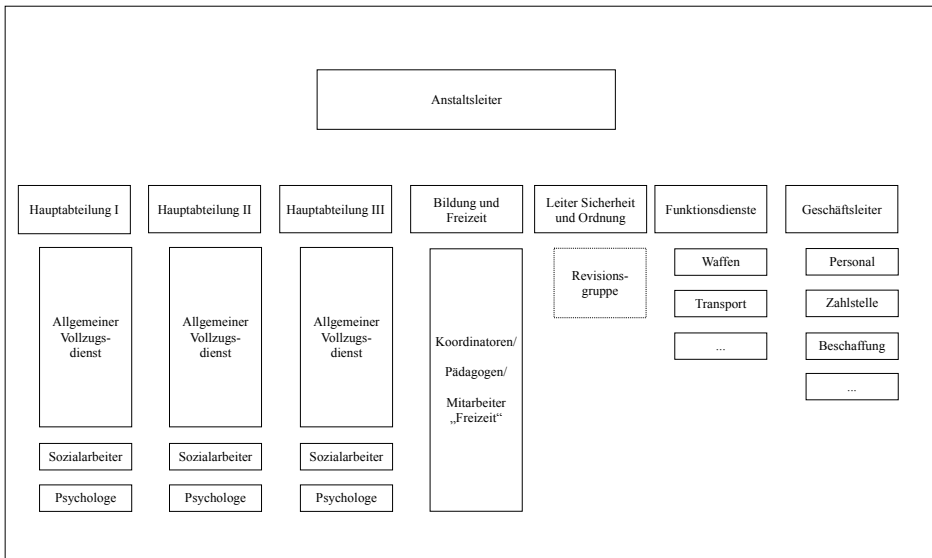 Anstaltsleiter
Hauptabteilung I
Hauptabteilung II
Hauptabteilung III
Bildung und
Freizeit
Leiter Sicherheit
und Ordnung
Funktionsdienste
Geschäftsleiter
Allgemeiner
Vollzugs-
dienst
Sozialarbeiter
Psychologe
Allgemeiner
Vollzugs-
dienst
Sozialarbeiter
Psychologe
Allgemeiner
Vollzugs-
dienst
Sozialarbeiter
Psychologe
Koordinatoren/
Pädagogen/
Mitarbeiter
„Freizeit“
Revisions-
gruppe
Waffen
Transport
...
Personal
Zahlstelle
Beschaffung
...